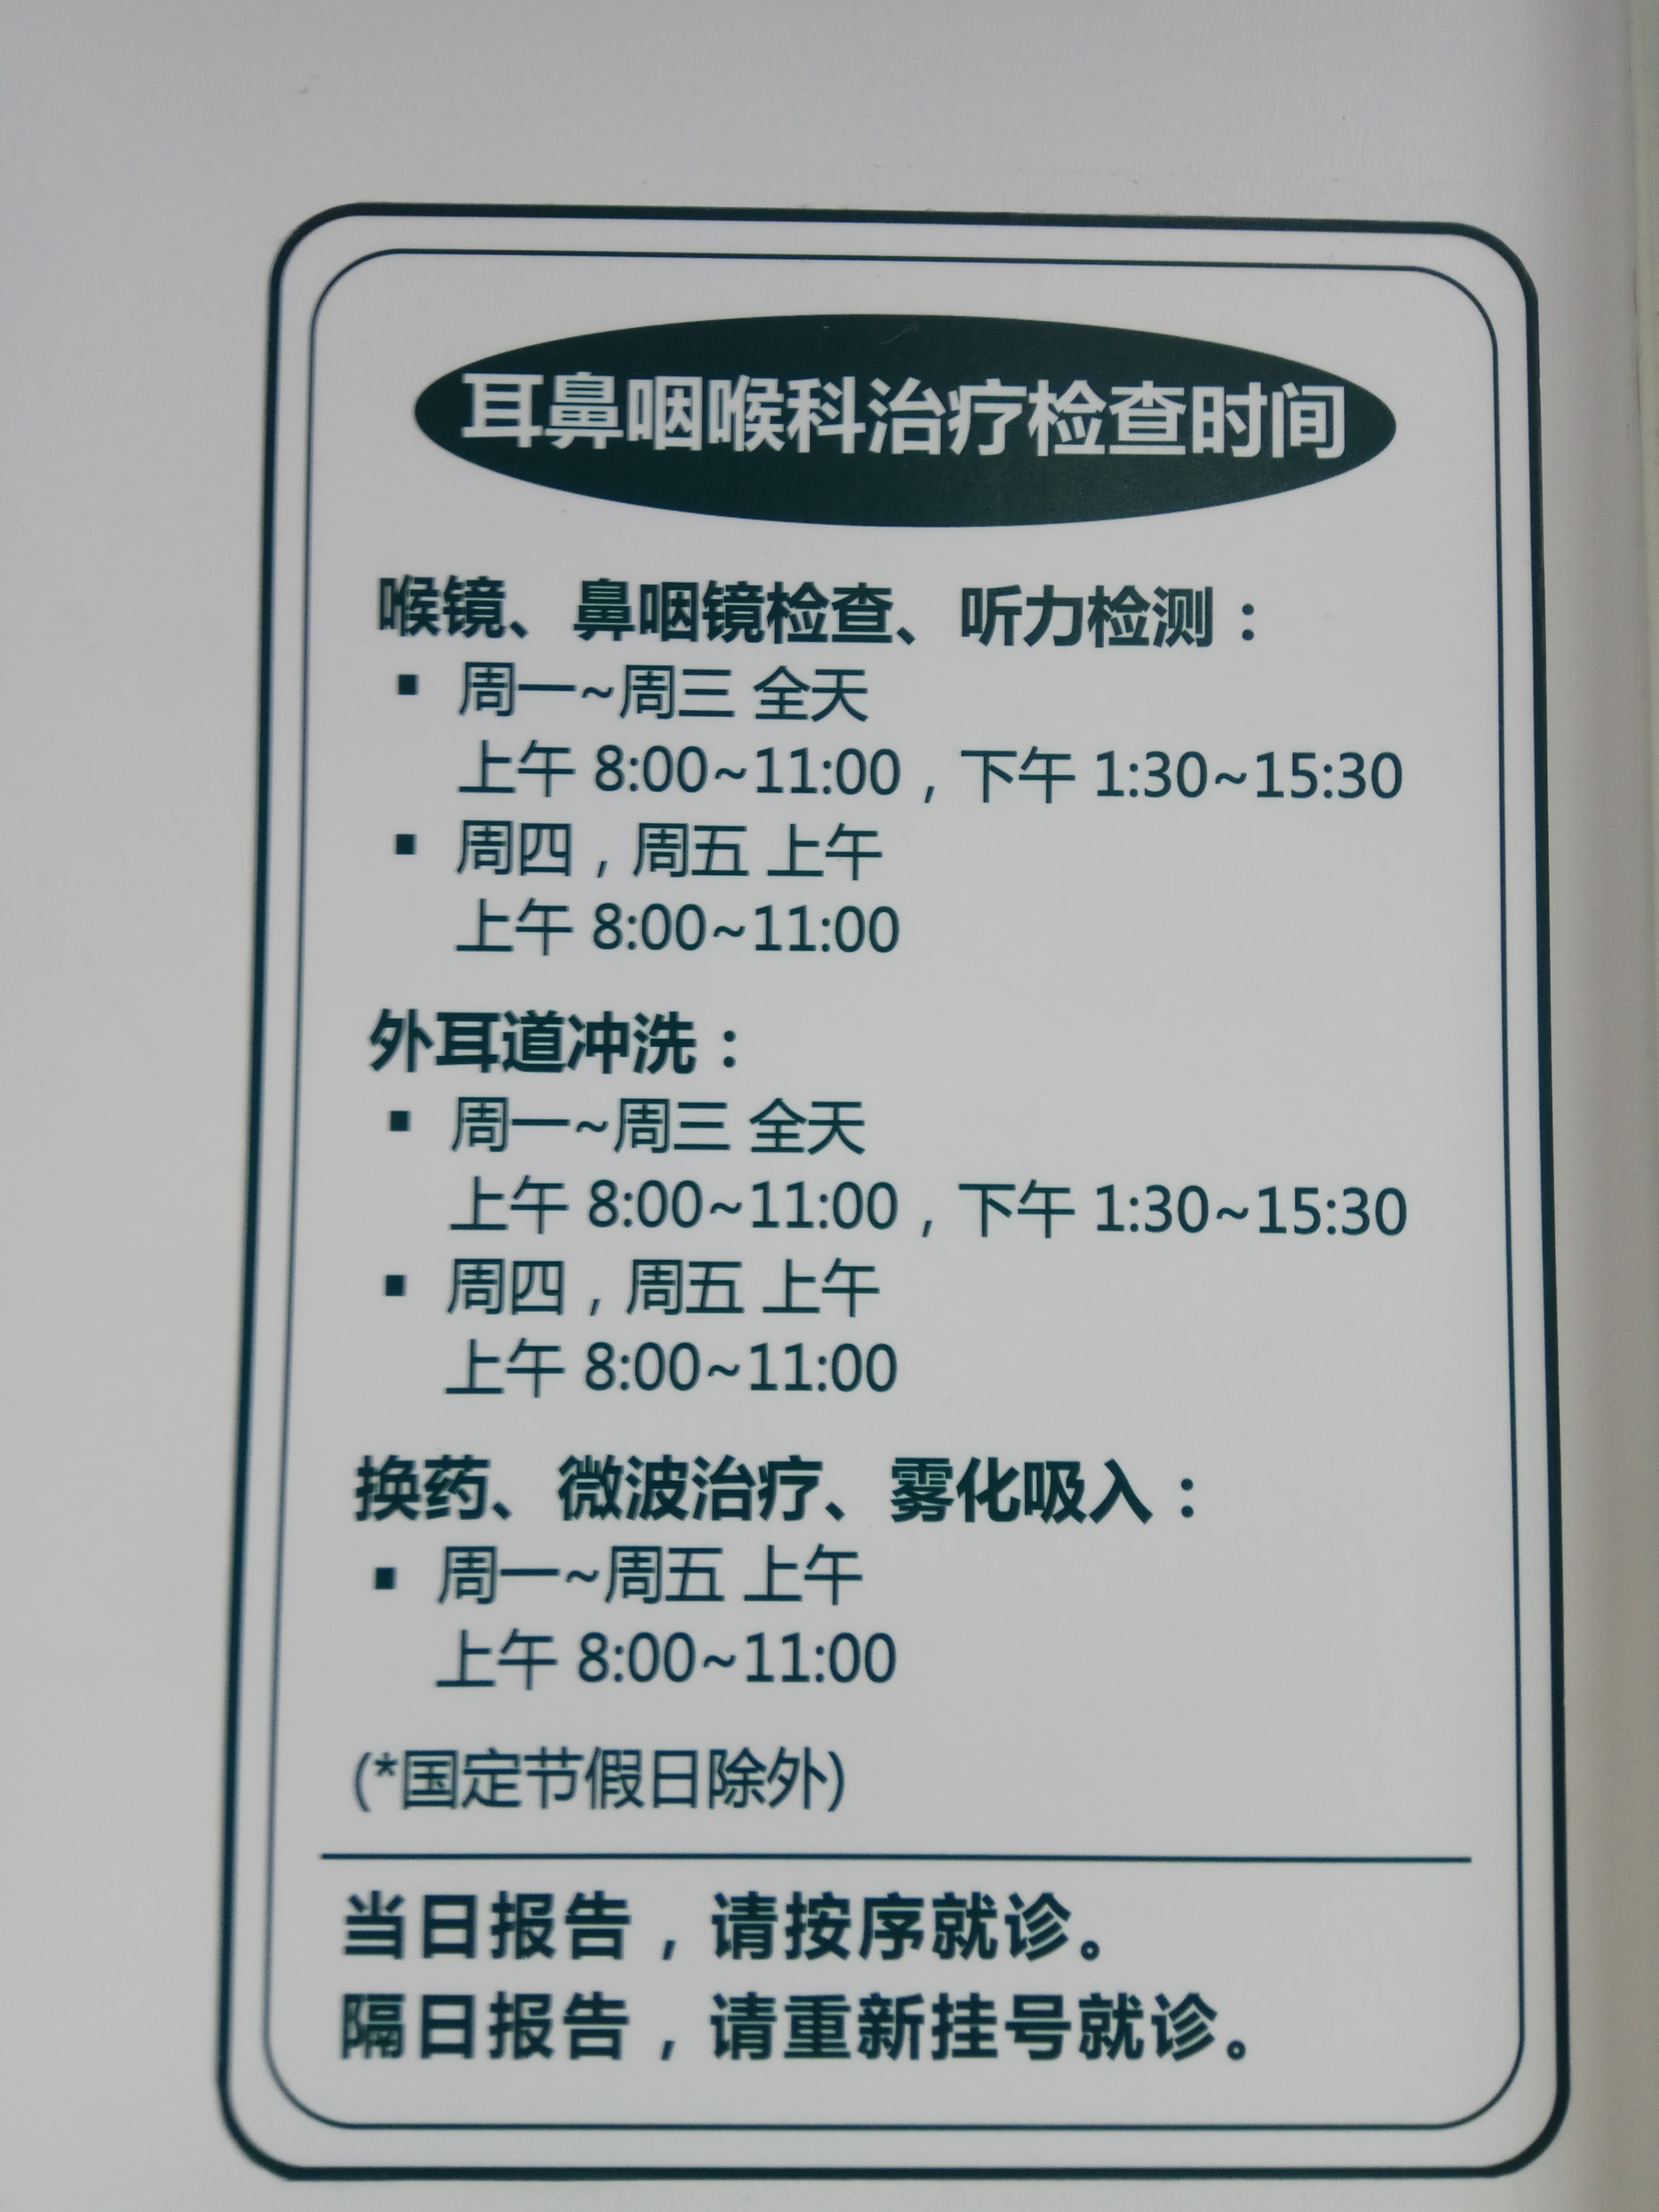 耳鼻咽喉科治疗检查时间
喉镜、鼻咽镜检查、听力检测：
▪ 周一~周三 全天
上午 8:00~11:00，下午 1:30~15:30
▪ 周四，周五 上午
上午 8:00~11:00
外耳道冲洗：
▪ 周一~周三 全天
上午 8:00~11:00，下午 1:30~15:30
▪ 周四，周五 上午
上午 8:00~11:00
换药、微波治疗、雾化吸入：
▪ 周一~周五 上午
上午 8:00~11:00
(*国定节假日除外)
当日报告，请按序就诊。
隔日报告，请重新挂号就诊。